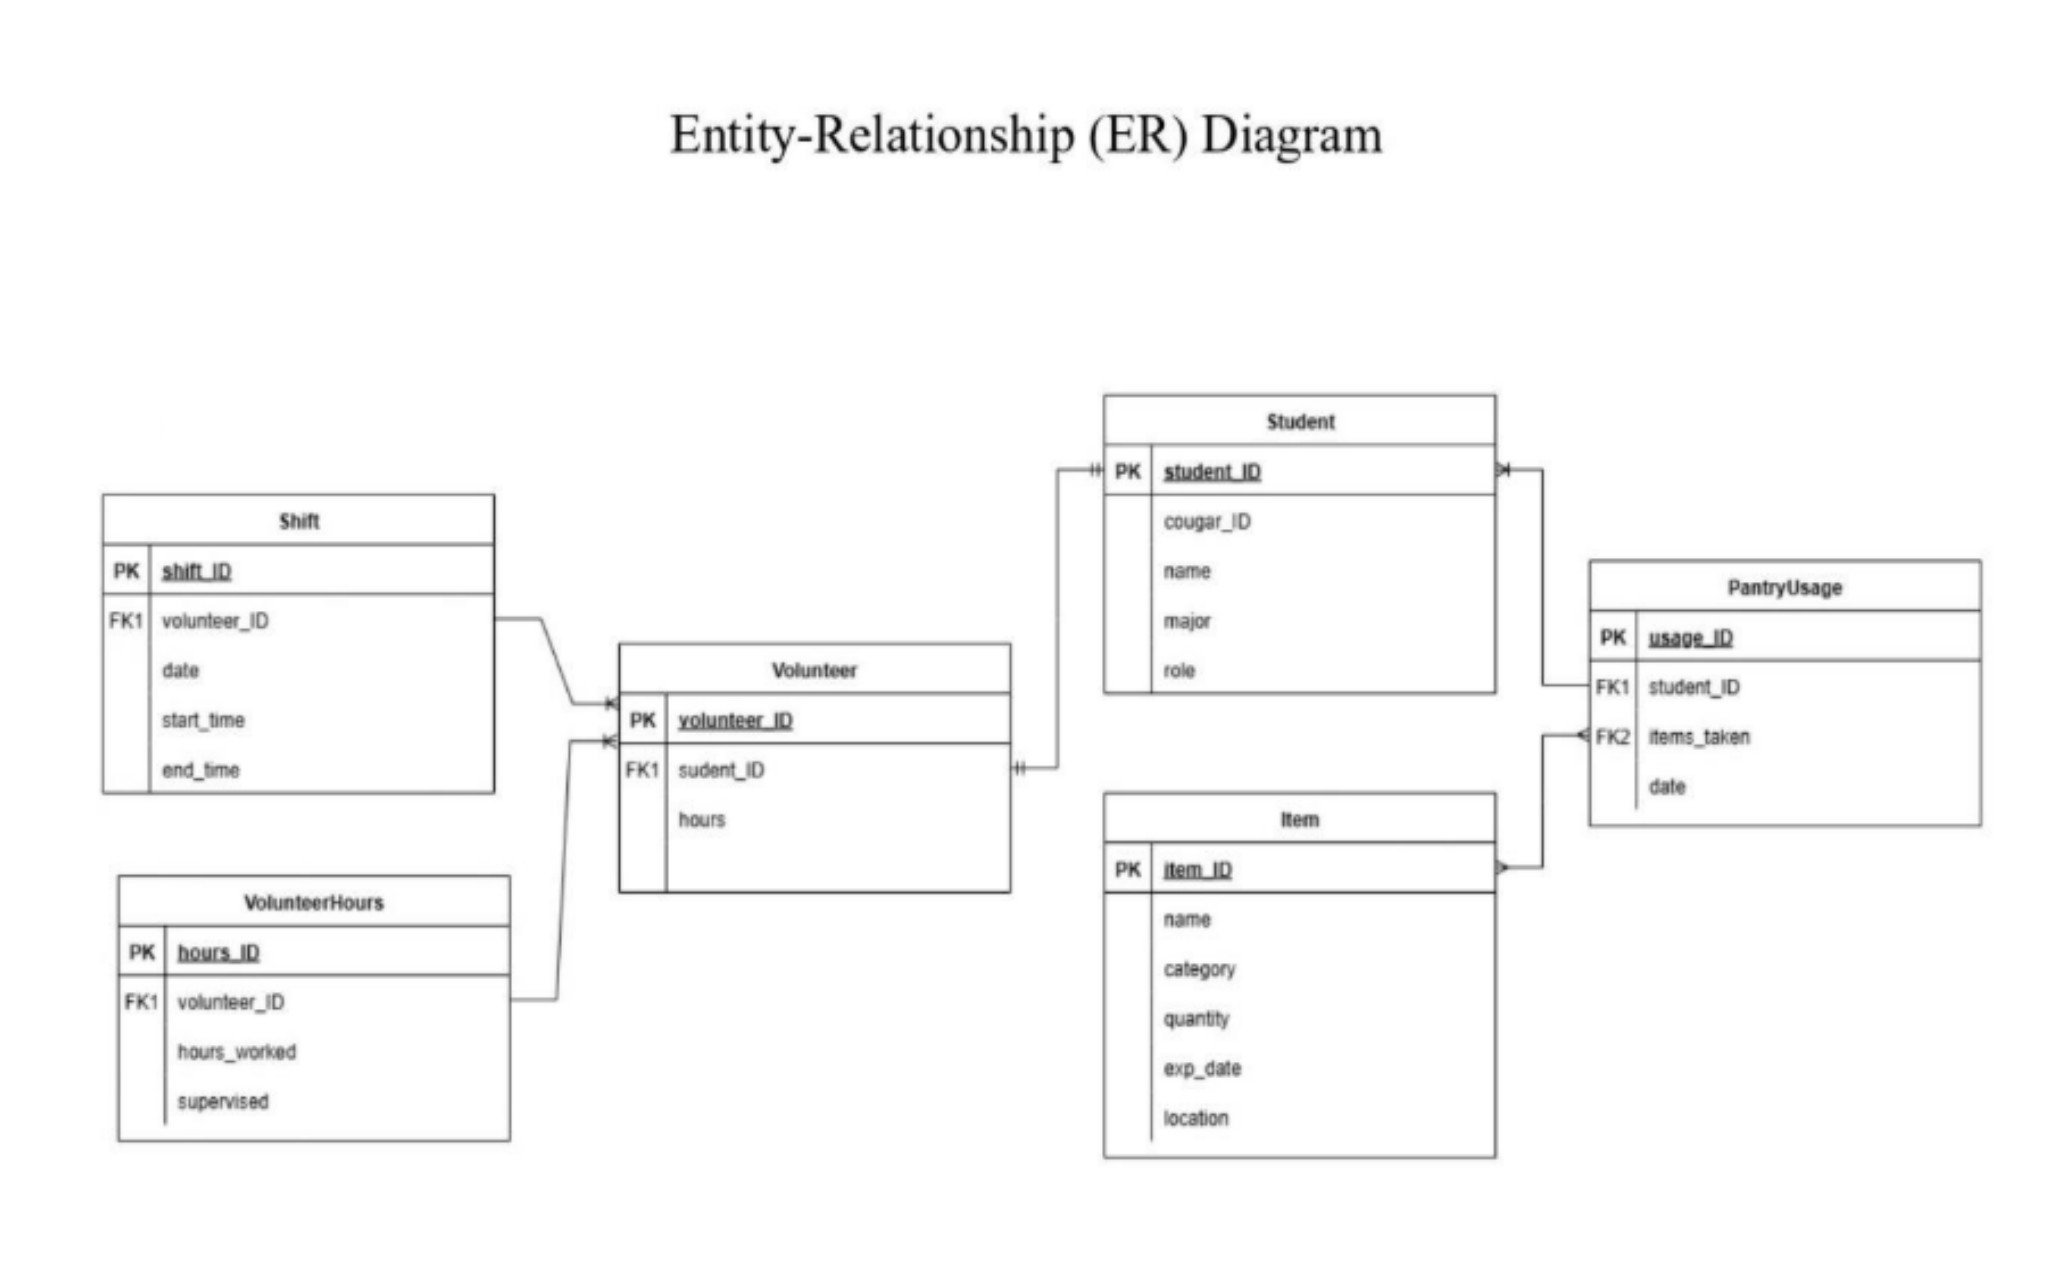 Entity-Relationship (ER) Diagram
Shift
PK shift_ID
FK1 volunteer_ID
date
start_time
end_time
VolunteerHours
PK hours_ID
FK1 volunteer_ID
hours_worked
supervised
Volunteer
PK volunteer_ID
FK1 sudent_ID
hours
Student
PK student_ID
cougar_ID
name
major
role
Item
PK item_ID
name
category
quantity
exp_date
location
PantryUsage
PK usage_ID
FK1 student_ID
FK2 items_taken
date